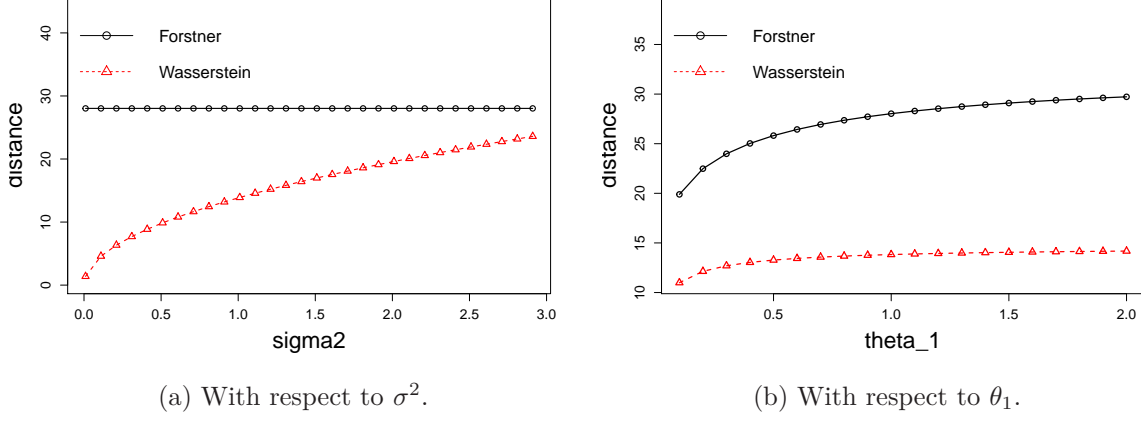 distance
40
30
20
10
0
Forstner
Wasserstein
0.0 0.5 1.0 1.5 2.0 2.5 3.0
sigma2
(a) With respect to σ².
distance
35
30
25
20
15
10
Forstner
Wasserstein
0.5 1.0 1.5 2.0
theta_1
(b) With respect to θ₁.